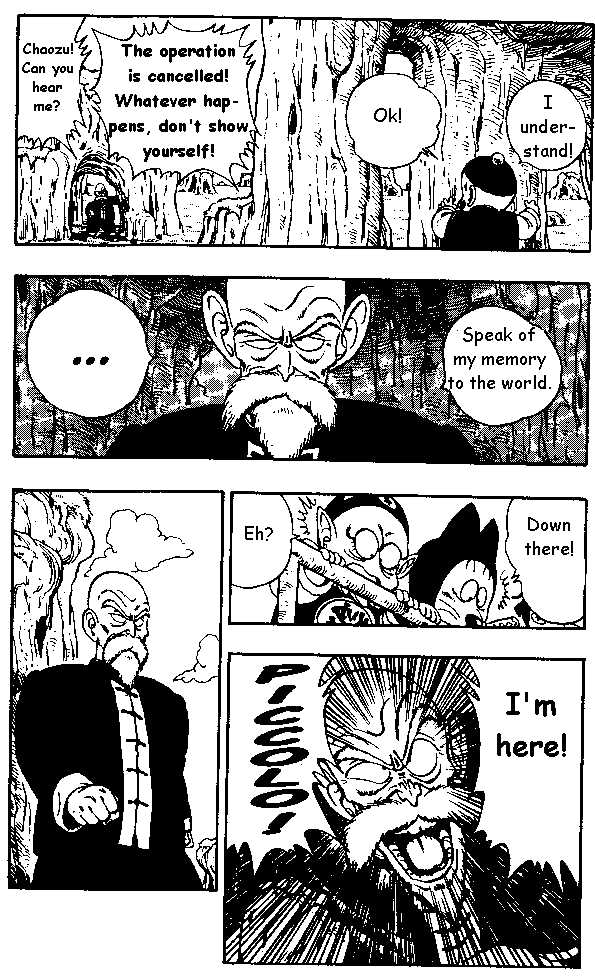 Chaozu!
Can you
hear
me?
The operation
is cancelled!
Whatever hap-
pens, don't show
yourself!
Ok!
I
under-
stand!
...
Speak of
my memory
to the world.
Eh?
Down
there!
PICCOLO!
I'm
here!